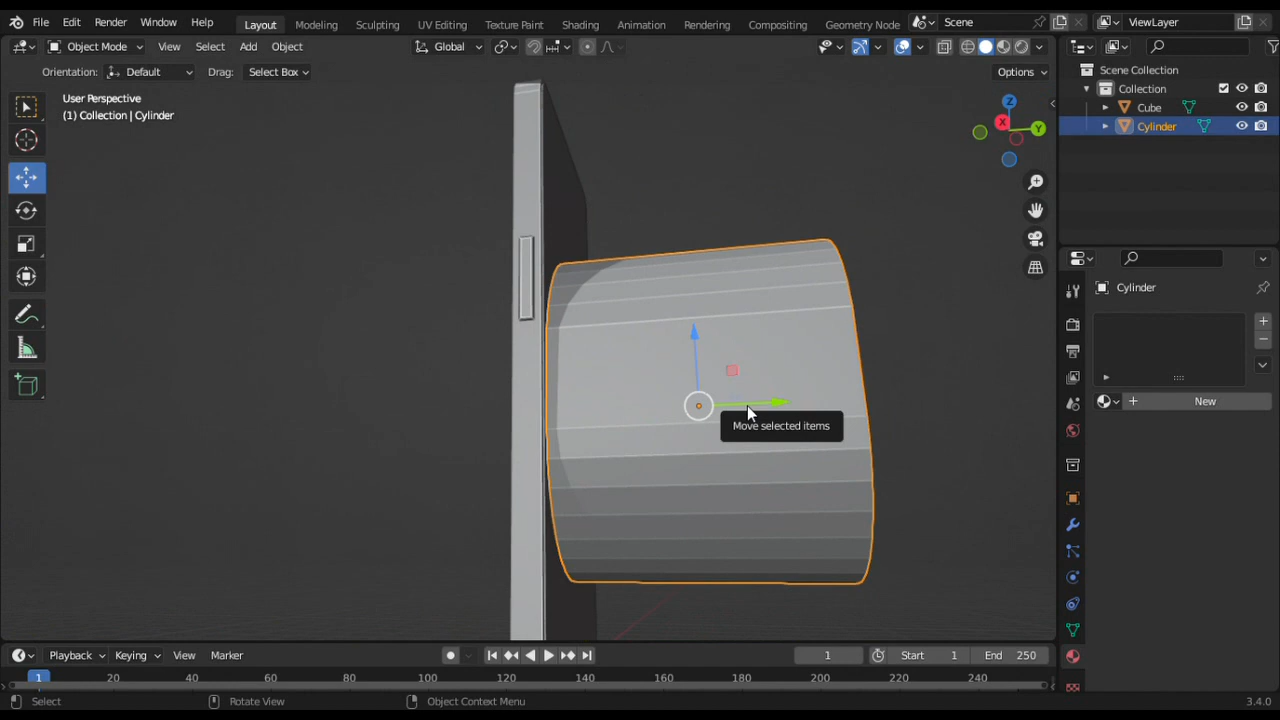 File Edit Render Window Help Layout Modeling Sculpting UV Editing Texture Paint Shading Animation Rendering Compositing Geometry Node Scene ViewLayer
Object Mode View Select Add Object Global
Orientation: Default Drag: Select Box Options
User Perspective
(1) Collection | Cylinder
Z
X
Y
Move selected items
Scene Collection
Collection
Cube
Cylinder
Cylinder
New
Playback Keying View Marker 1 Start 1 End 250
1 20 40 60 80 100 120 140 160 180 200 220 240
Select Rotate View Object Context Menu 3.4.0